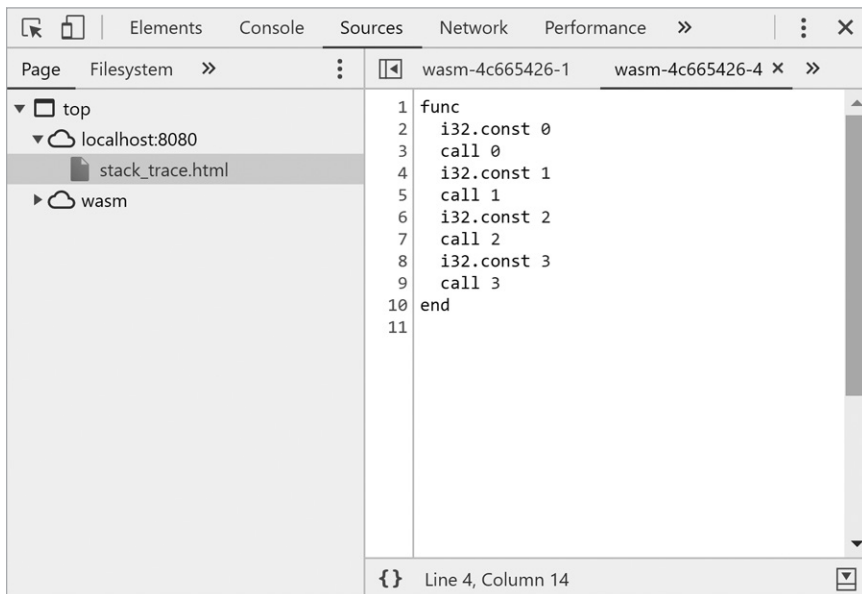 Elements Console Sources Network Performance »
Page Filesystem »
wasm-4c665426-1 wasm-4c665426-4 × »
top
localhost:8080
stack_trace.html
wasm
1 func
2   i32.const 0
3   call 0
4   i32.const 1
5   call 1
6   i32.const 2
7   call 2
8   i32.const 3
9   call 3
10 end
11
{} Line 4, Column 14